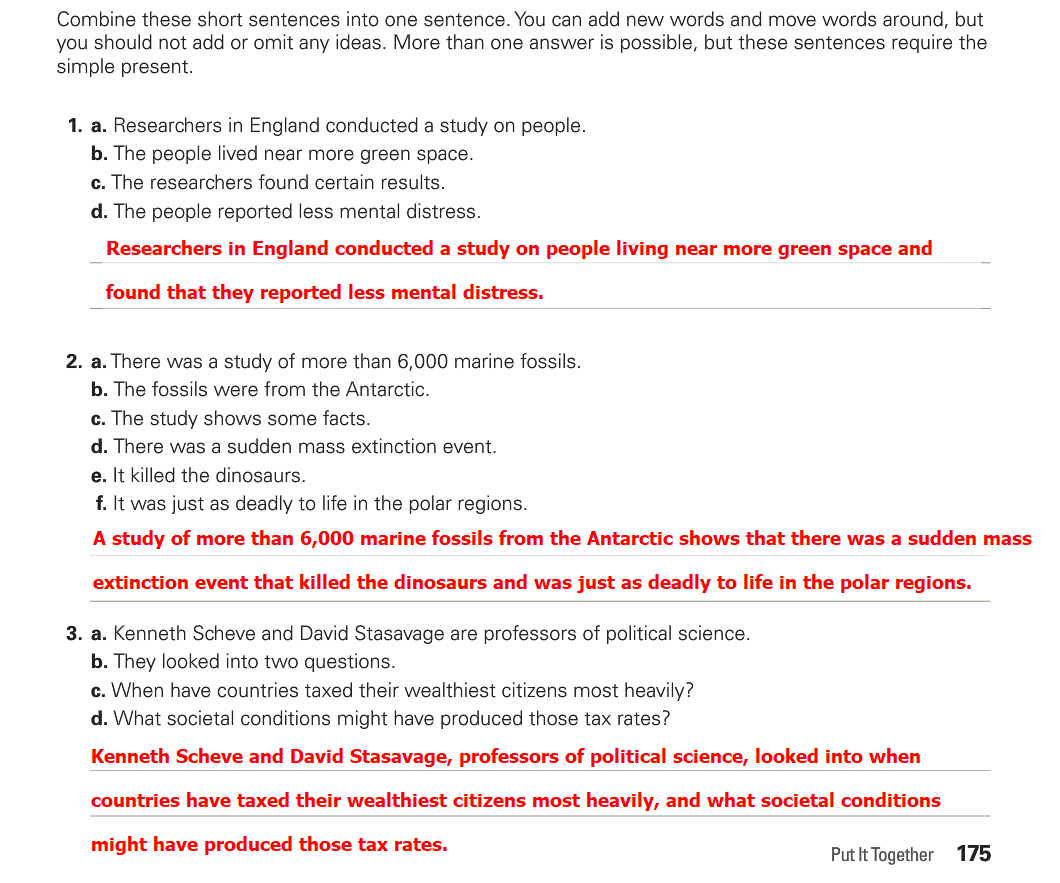 Combine these short sentences into one sentence. You can add new words and move words around, but
you should not add or omit any ideas. More than one answer is possible, but these sentences require the
simple present.
1. a. Researchers in England conducted a study on people.
b. The people lived near more green space.
c. The researchers found certain results.
d. The people reported less mental distress.
Researchers in England conducted a study on people living near more green space and
found that they reported less mental distress.
2. a. There was a study of more than 6,000 marine fossils.
b. The fossils were from the Antarctic.
c. The study shows some facts.
d. There was a sudden mass extinction event.
e. It killed the dinosaurs.
f. It was just as deadly to life in the polar regions.
A study of more than 6,000 marine fossils from the Antarctic shows that there was a sudden mass
extinction event that killed the dinosaurs and was just as deadly to life in the polar regions.
3. a. Kenneth Scheve and David Stasavage are professors of political science.
b. They looked into two questions.
c. When have countries taxed their wealthiest citizens most heavily?
d. What societal conditions might have produced those tax rates?
Kenneth Scheve and David Stasavage, professors of political science, looked into when
countries have taxed their wealthiest citizens most heavily, and what societal conditions
might have produced those tax rates.
Put It Together 175